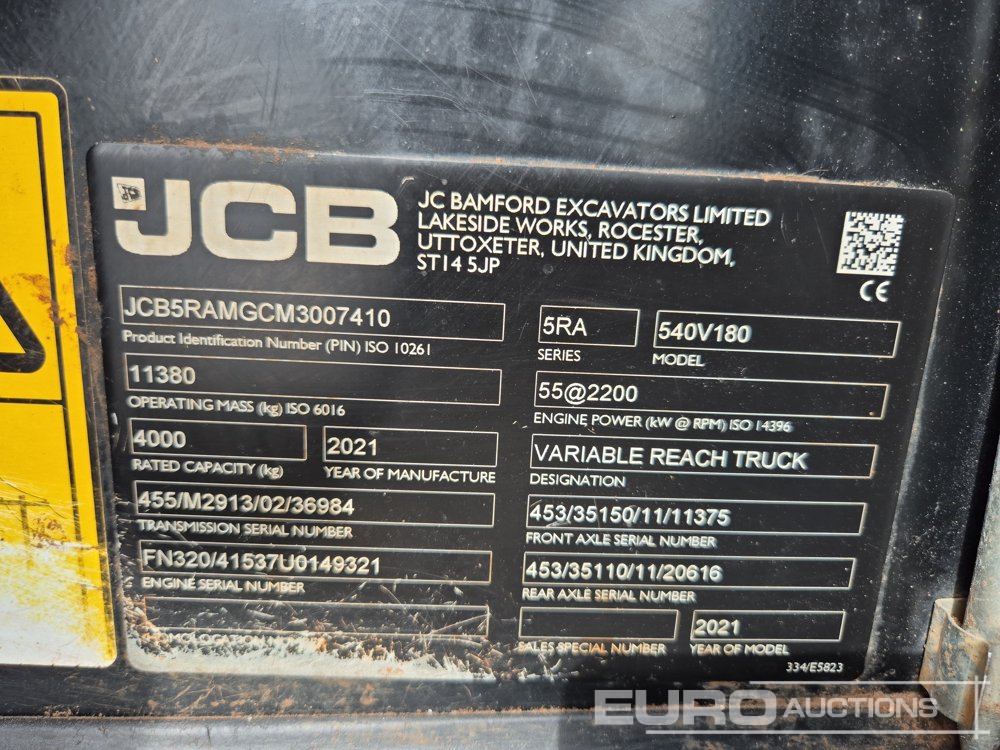 JCB
JC BAMFORD EXCAVATORS LIMITED
LAKESIDE WORKS, ROCESTER,
UTTOXETER, UNITED KINGDOM,
ST14 5JP
CE
JCB5RAMGCM3007410
Product Identification Number (PIN) ISO 10261
5RA
SERIES
540V180
MODEL
11380
OPERATING MASS (kg) ISO 6016
55@2200
ENGINE POWER (kW @ RPM) ISO 14396
4000
RATED CAPACITY (kg)
2021
YEAR OF MANUFACTURE
VARIABLE REACH TRUCK
DESIGNATION
455/M2913/02/36984
TRANSMISSION SERIAL NUMBER
453/35150/11/11375
FRONT AXLE SERIAL NUMBER
FN320/41537U0149321
ENGINE SERIAL NUMBER
453/35110/11/20616
REAR AXLE SERIAL NUMBER
HOMOLOGATION
SALES SPECIAL NUMBER
2021
YEAR OF MODEL
334/E5823
EURO AUCTIONS